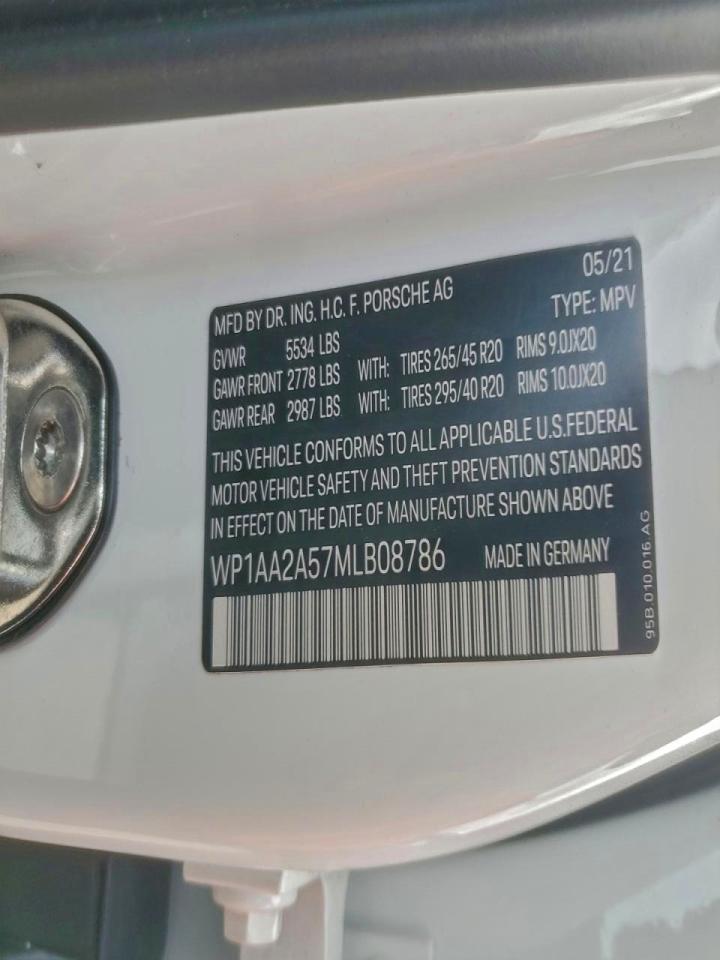 05/21
MFD BY DR. ING. H.C. F. PORSCHE AG TYPE: MPV
GVWR 5534 LBS
GAWR FRONT 2778 LBS WITH: TIRES 265/45 R20 RIMS 9.0JX20
GAWR REAR 2987 LBS WITH: TIRES 295/40 R20 RIMS 10.0JX20
THIS VEHICLE CONFORMS TO ALL APPLICABLE U.S.FEDERAL
MOTOR VEHICLE SAFETY AND THEFT PREVENTION STANDARDS
IN EFFECT ON THE DATE OF MANUFACTURE SHOWN ABOVE
WP1AA2A57MLB08786 MADE IN GERMANY
95B.010.016.AG